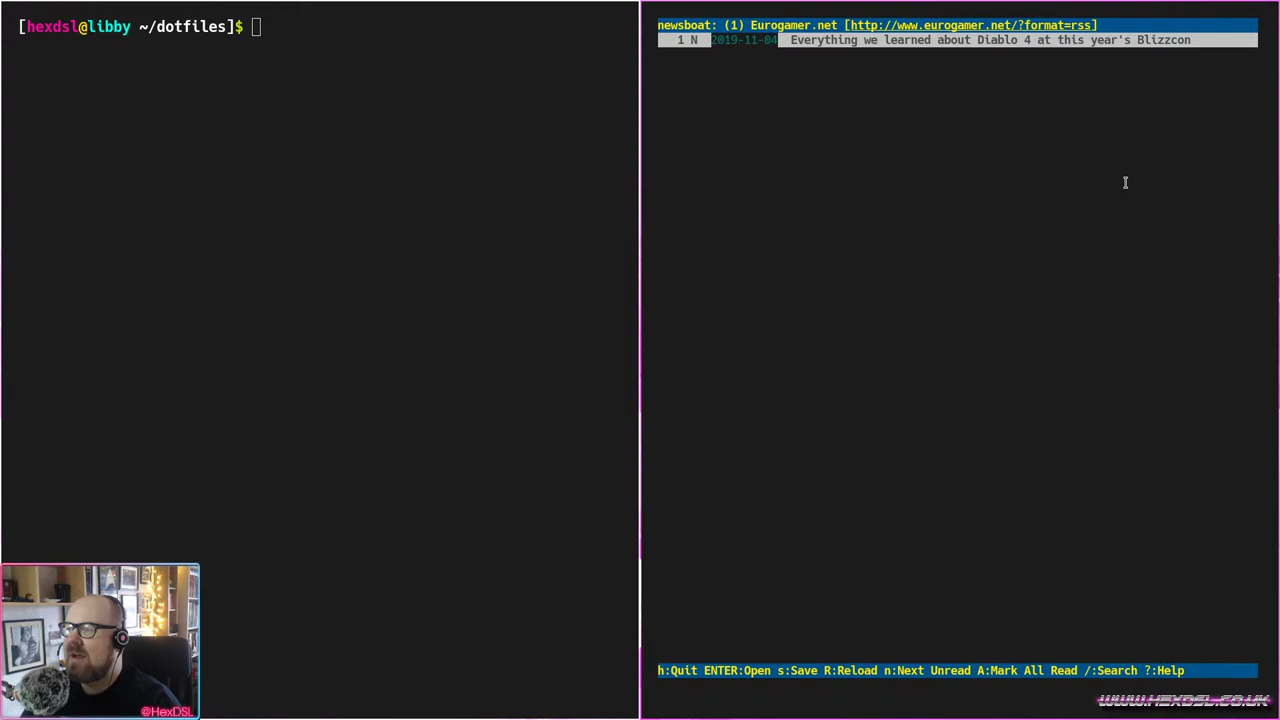 [hexdsl@libby ~/dotfiles]$
newsboat: (1) Eurogamer.net [http://www.eurogamer.net/?format=rss]
1 N 2019-11-04 Everything we learned about Diablo 4 at this year's Blizzcon
h:Quit ENTER:Open s:Save R:Reload n:Next Unread A:Mark All Read /:Search ?:Help
WWW.HEXDSL.CO.UK
@HexDSL